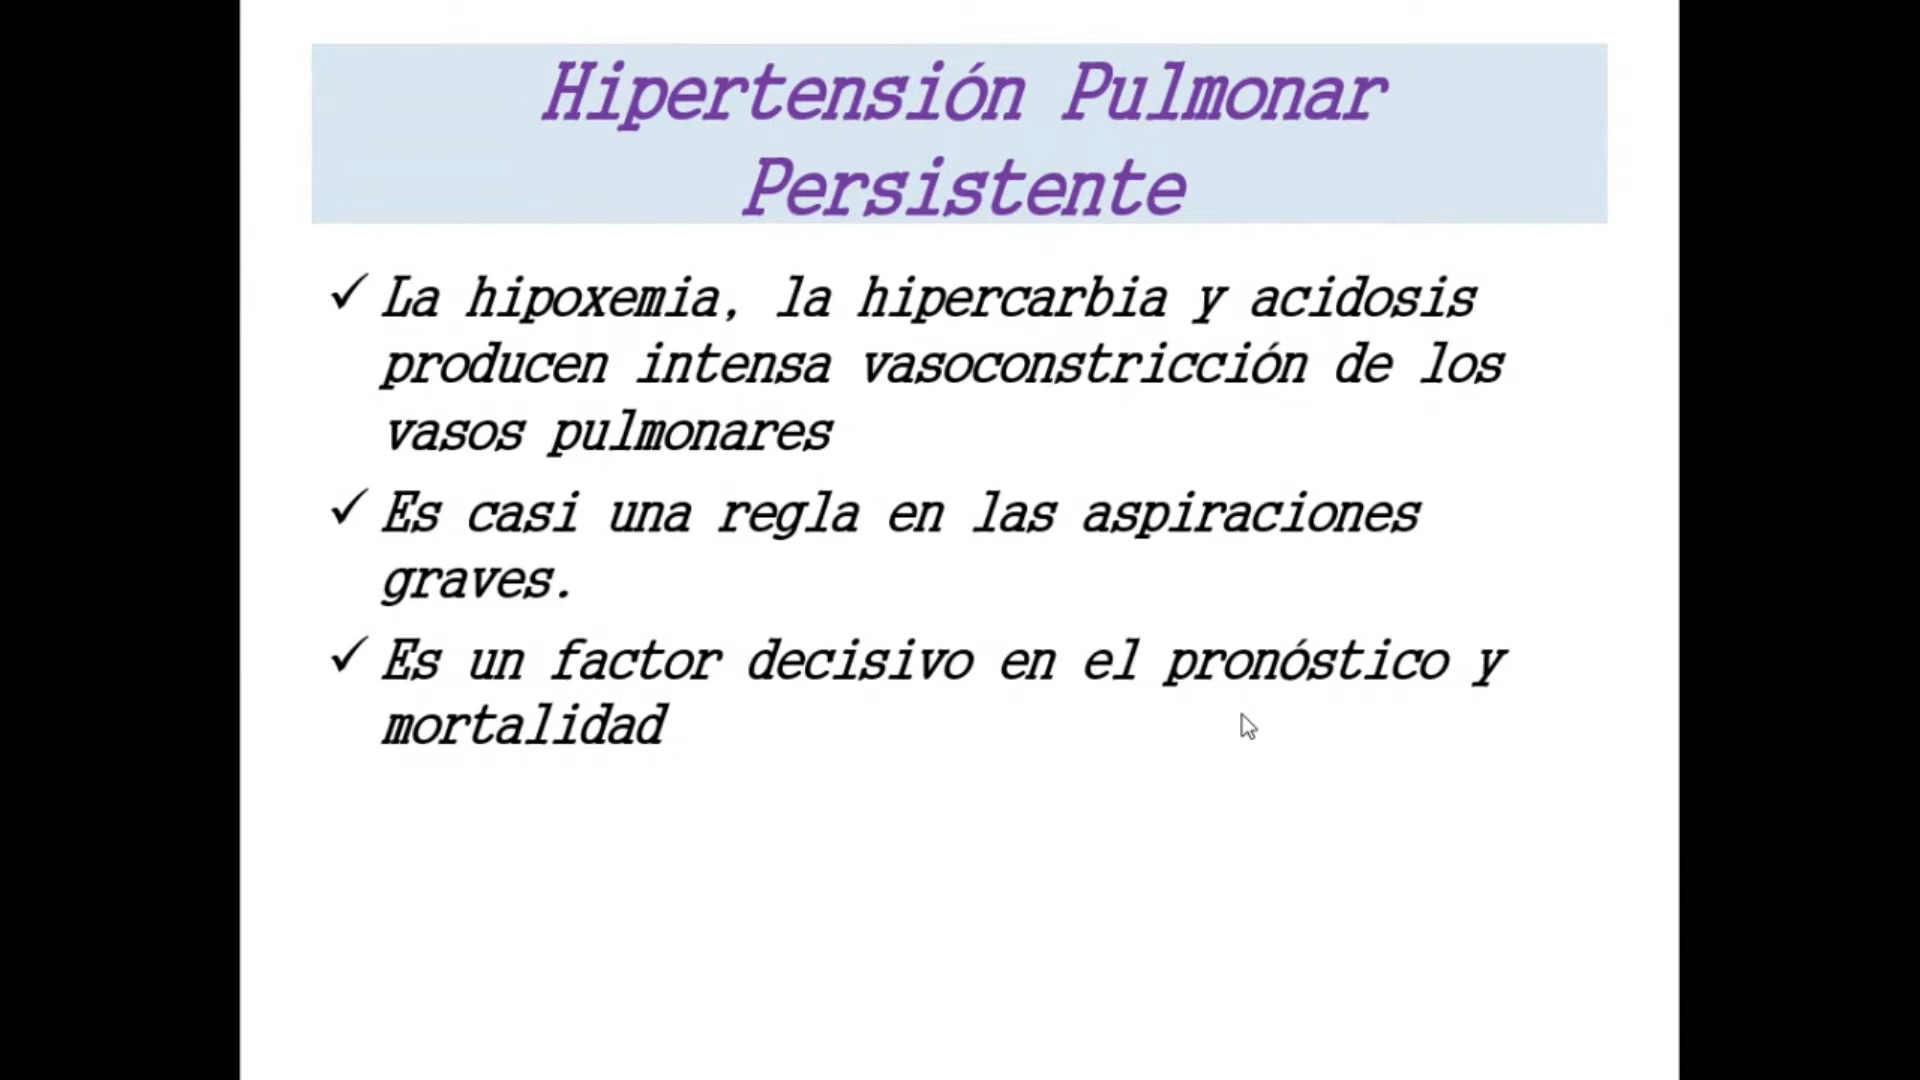 Hipertensión Pulmonar
Persistente
✓ La hipoxemia, la hipercarbia y acidosis
producen intensa vasoconstricción de los
vasos pulmonares
✓ Es casi una regla en las aspiraciones
graves.
✓ Es un factor decisivo en el pronóstico y
mortalidad